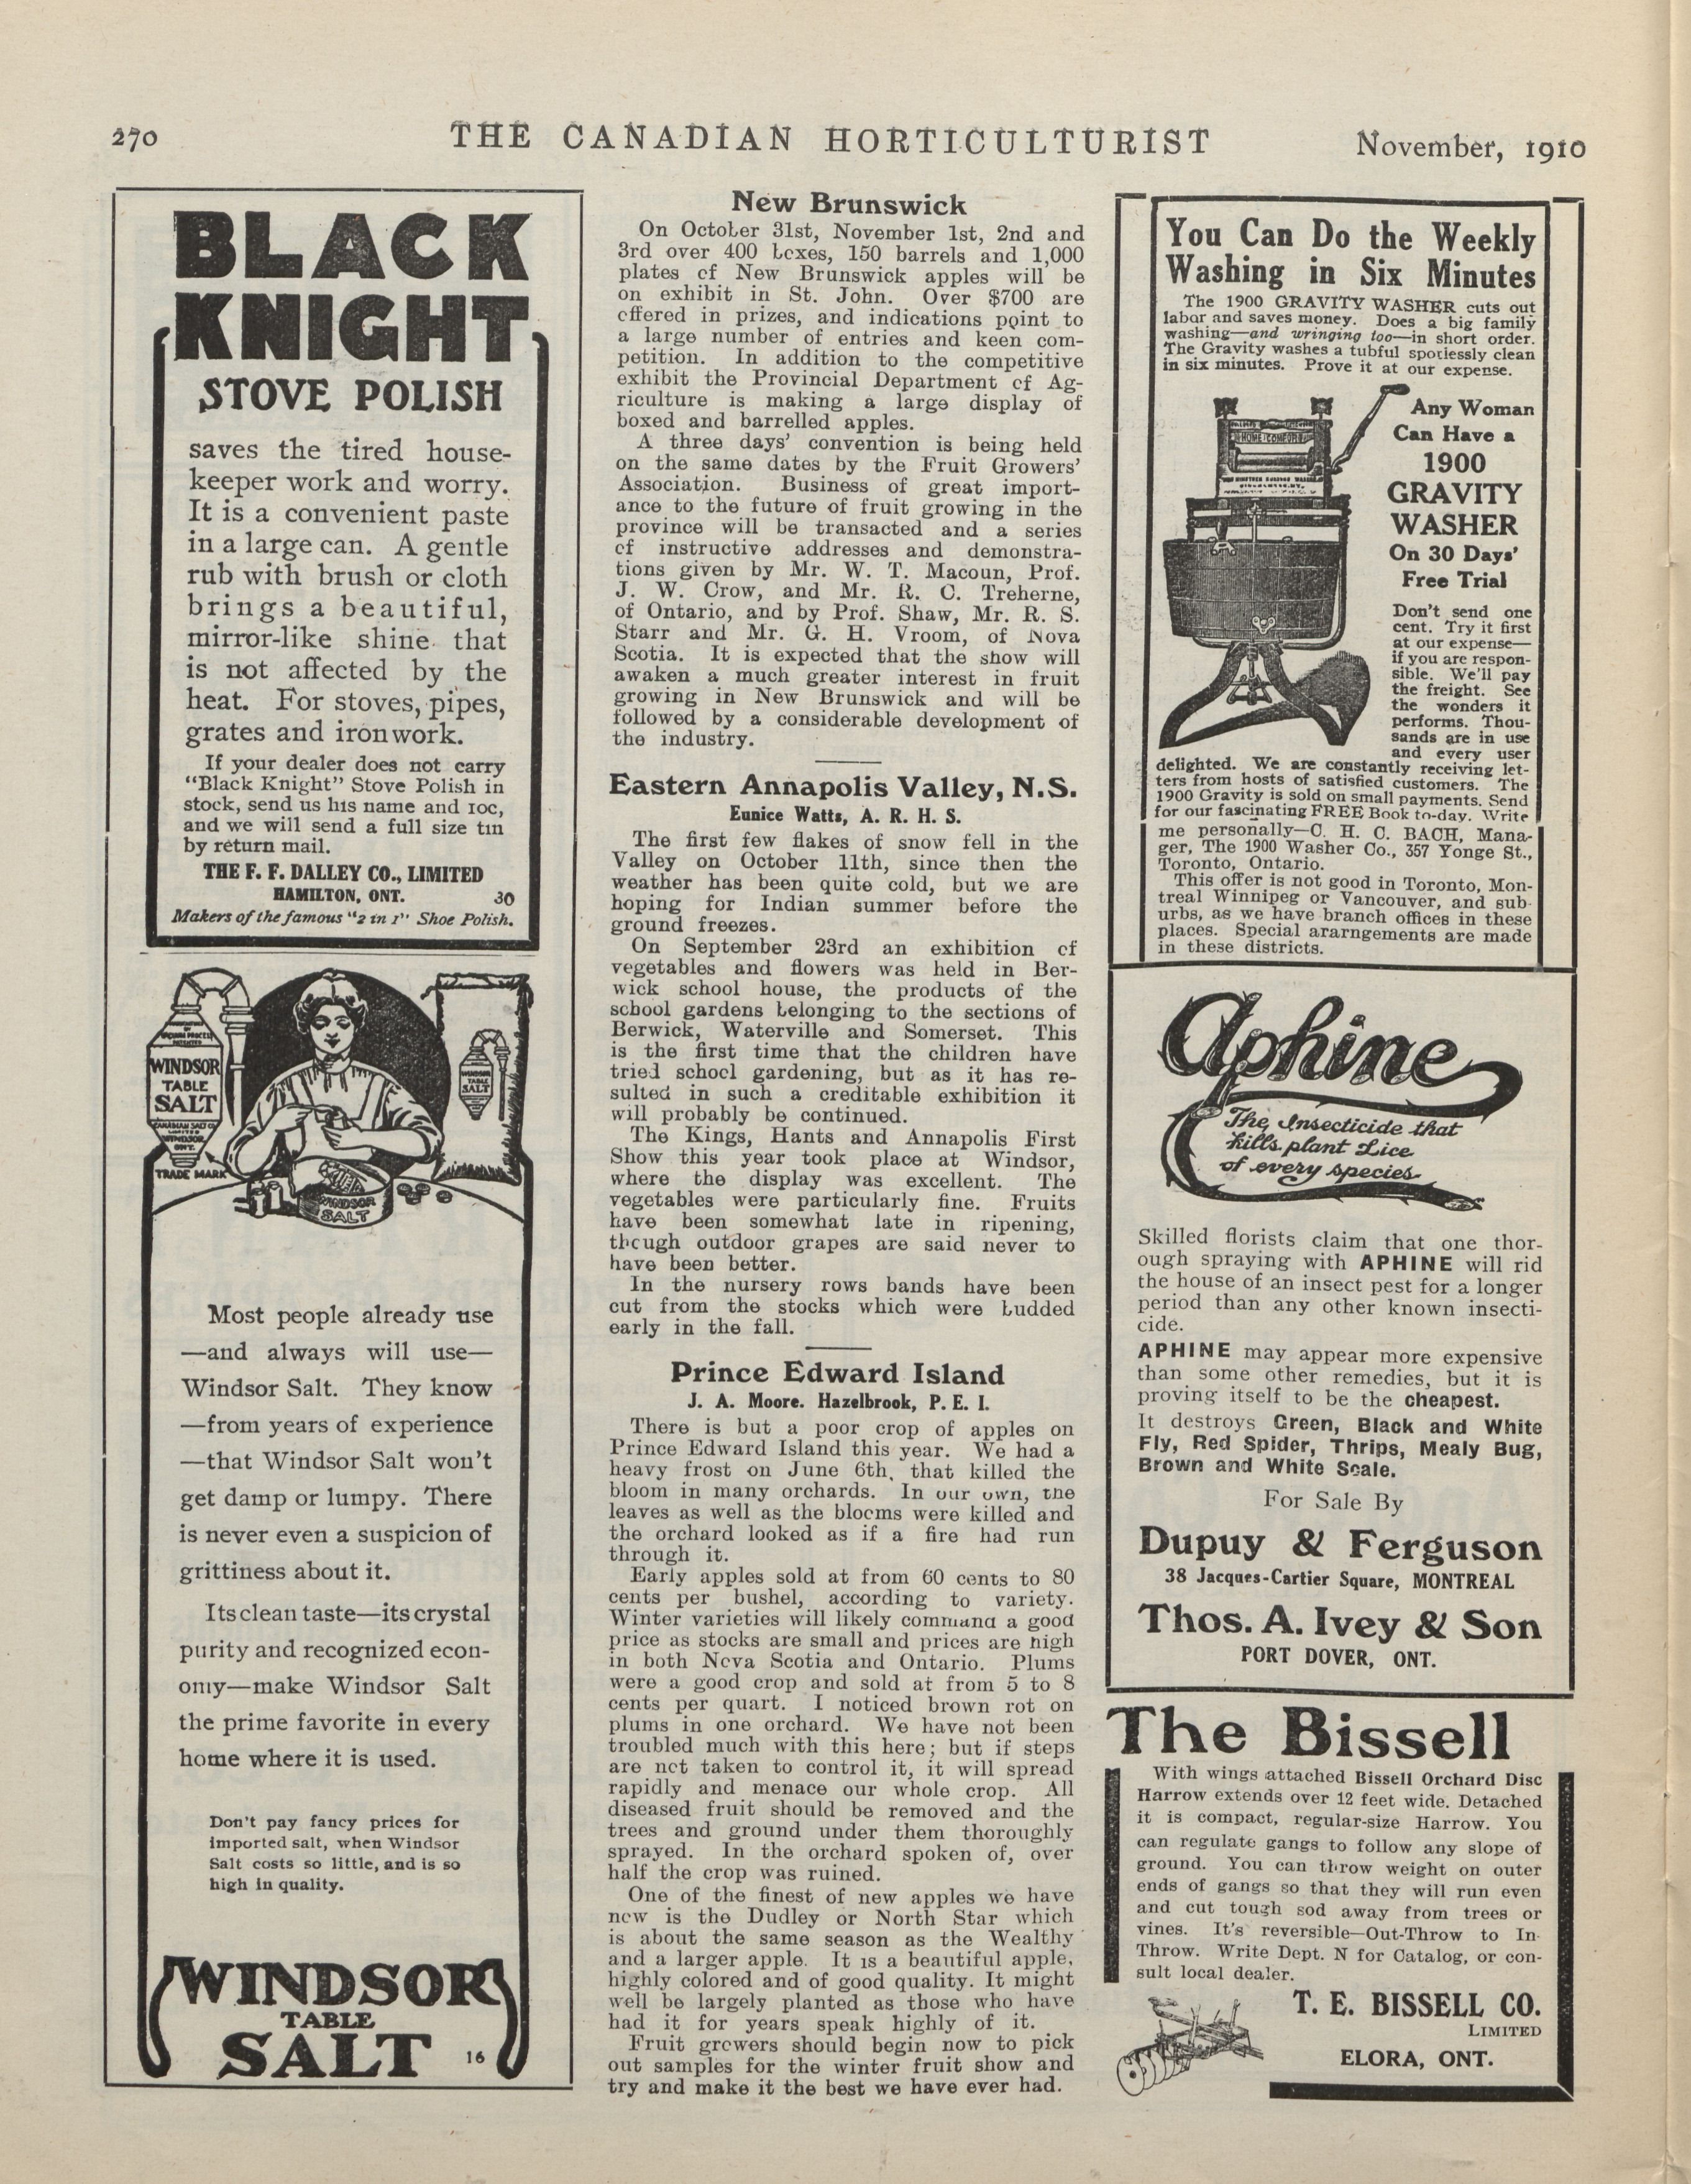 270
THE CANADIAN HORTICULTURIST
November, 1910
BLACK
KNIGHT
STOVE POLISH
saves the tired house-
keeper work and worry.
It is a convenient paste
in a large can. A gentle
rub with brush or cloth
brings a beautiful,
mirror-like shine that
is not affected by the
heat. For stoves, pipes,
grates and ironwork.
If your dealer does not carry
"Black Knight" Stove Polish in
stock, send us his name and 10c,
and we will send a full size tin
by return mail.
THE F. F. DALLEY CO., LIMITED
HAMILTON, ONT. 30
Makers of the famous "2 in 1" Shoe Polish.
WINDSOR
TABLE
SALT
CANADIAN SALT CO.
LIMITED
WINDSOR,
ONT.
TRADE MARK
WINDSOR
TABLE
SALT
WINDSOR
SALT
Most people already use
—and always will use—
Windsor Salt. They know
—from years of experience
—that Windsor Salt won't
get damp or lumpy. There
is never even a suspicion of
grittiness about it.
Its clean taste—its crystal
purity and recognized econ-
omy—make Windsor Salt
the prime favorite in every
home where it is used.
Don't pay fancy prices for
imported salt, when Windsor
Salt costs so little, and is so
high in quality.
WINDSOR
TABLE
SALT 16
New Brunswick
On October 31st, November 1st, 2nd and
3rd over 400 boxes, 150 barrels and 1,000
plates of New Brunswick apples will be
on exhibit in St. John. Over $700 are
offered in prizes, and indications point to
a large number of entries and keen com-
petition. In addition to the competitive
exhibit the Provincial Department of Ag-
riculture is making a large display of
boxed and barrelled apples.
A three days' convention is being held
on the same dates by the Fruit Growers'
Association. Business of great import-
ance to the future of fruit growing in the
province will be transacted and a series
of instructive addresses and demonstra-
tions given by Mr. W. T. Macoun, Prof.
J. W. Crow, and Mr. R. C. Treherne,
of Ontario, and by Prof. Shaw, Mr. R. S.
Starr and Mr. G. H. Vroom, of Nova
Scotia. It is expected that the show will
awaken a much greater interest in fruit
growing in New Brunswick and will be
followed by a considerable development of
the industry.
Eastern Annapolis Valley, N.S.
Eunice Watts, A. R. H. S.
The first few flakes of snow fell in the
Valley on October 11th, since then the
weather has been quite cold, but we are
hoping for Indian summer before the
ground freezes.
On September 23rd an exhibition of
vegetables and flowers was held in Ber-
wick school house, the products of the
school gardens belonging to the sections of
Berwick, Waterville and Somerset. This
is the first time that the children have
tried school gardening, but as it has re-
sulted in such a creditable exhibition it
will probably be continued.
The Kings, Hants and Annapolis First
Show this year took place at Windsor,
where the display was excellent. The
vegetables were particularly fine. Fruits
have been somewhat late in ripening,
though outdoor grapes are said never to
have been better.
In the nursery rows bands have been
cut from the stocks which were budded
early in the fall.
Prince Edward Island
J. A. Moore. Hazelbrook, P. E. I.
There is but a poor crop of apples on
Prince Edward Island this year. We had a
heavy frost on June 6th, that killed the
bloom in many orchards. In our own, the
leaves as well as the blooms were killed and
the orchard looked as if a fire had run
through it.
Early apples sold at from 60 cents to 80
cents per bushel, according to variety.
Winter varieties will likely command a good
price as stocks are small and prices are high
in both Nova Scotia and Ontario. Plums
were a good crop and sold at from 5 to 8
cents per quart. I noticed brown rot on
plums in one orchard. We have not been
troubled much with this here; but if steps
are not taken to control it, it will spread
rapidly and menace our whole crop. All
diseased fruit should be removed and the
trees and ground under them thoroughly
sprayed. In the orchard spoken of, over
half the crop was ruined.
One of the finest of new apples we have
now is the Dudley or North Star which
is about the same season as the Wealthy
and a larger apple. It is a beautiful apple,
highly colored and of good quality. It might
well be largely planted as those who have
had it for years speak highly of it.
Fruit growers should begin now to pick
out samples for the winter fruit show and
try and make it the best we have ever had.
You Can Do the Weekly
Washing in Six Minutes
The 1900 GRAVITY WASHER cuts out
labor and saves money. Does a big family
washing—and wringing too—in short order.
The Gravity washes a tubful spotlessly clean
in six minutes. Prove it at our expense.
HOME COMFORT
Any Woman
Can Have a
1900
GRAVITY
WASHER
On 30 Days'
Free Trial
Don't send one
cent. Try it first
at our expense—
if you are respon-
sible. We'll pay
the freight. See
the wonders it
performs. Thou-
sands are in use
and every user
delighted. We are constantly receiving let-
ters from hosts of satisfied customers. The
1900 Gravity is sold on small payments. Send
for our fascinating FREE Book to-day. Write
me personally—C. H. C. BACH, Mana-
ger, The 1900 Washer Co., 357 Yonge St.,
Toronto, Ontario.
This offer is not good in Toronto, Mon-
treal Winnipeg or Vancouver, and sub-
urbs, as we have branch offices in these
places. Special ararngements are made
in these districts.
Aphine
The Insecticide that
kills plant Lice
of every species
Skilled florists claim that one thor-
ough spraying with APHINE will rid
the house of an insect pest for a longer
period than any other known insecti-
cide.
APHINE may appear more expensive
than some other remedies, but it is
proving itself to be the cheapest.
It destroys Green, Black and White
Fly, Red Spider, Thrips, Mealy Bug,
Brown and White Scale.
For Sale By
Dupuy & Ferguson
38 Jacques-Cartier Square, MONTREAL
Thos. A. Ivey & Son
PORT DOVER, ONT.
The Bissell
With wings attached Bissell Orchard Disc
Harrow extends over 12 feet wide. Detached
it is compact, regular-size Harrow. You
can regulate gangs to follow any slope of
ground. You can throw weight on outer
ends of gangs so that they will run even
and cut tough sod away from trees or
vines. It's reversible—Out-Throw to In-
Throw. Write Dept. N for Catalog, or con-
sult local dealer.
T. E. BISSELL CO.
LIMITED
ELORA, ONT.